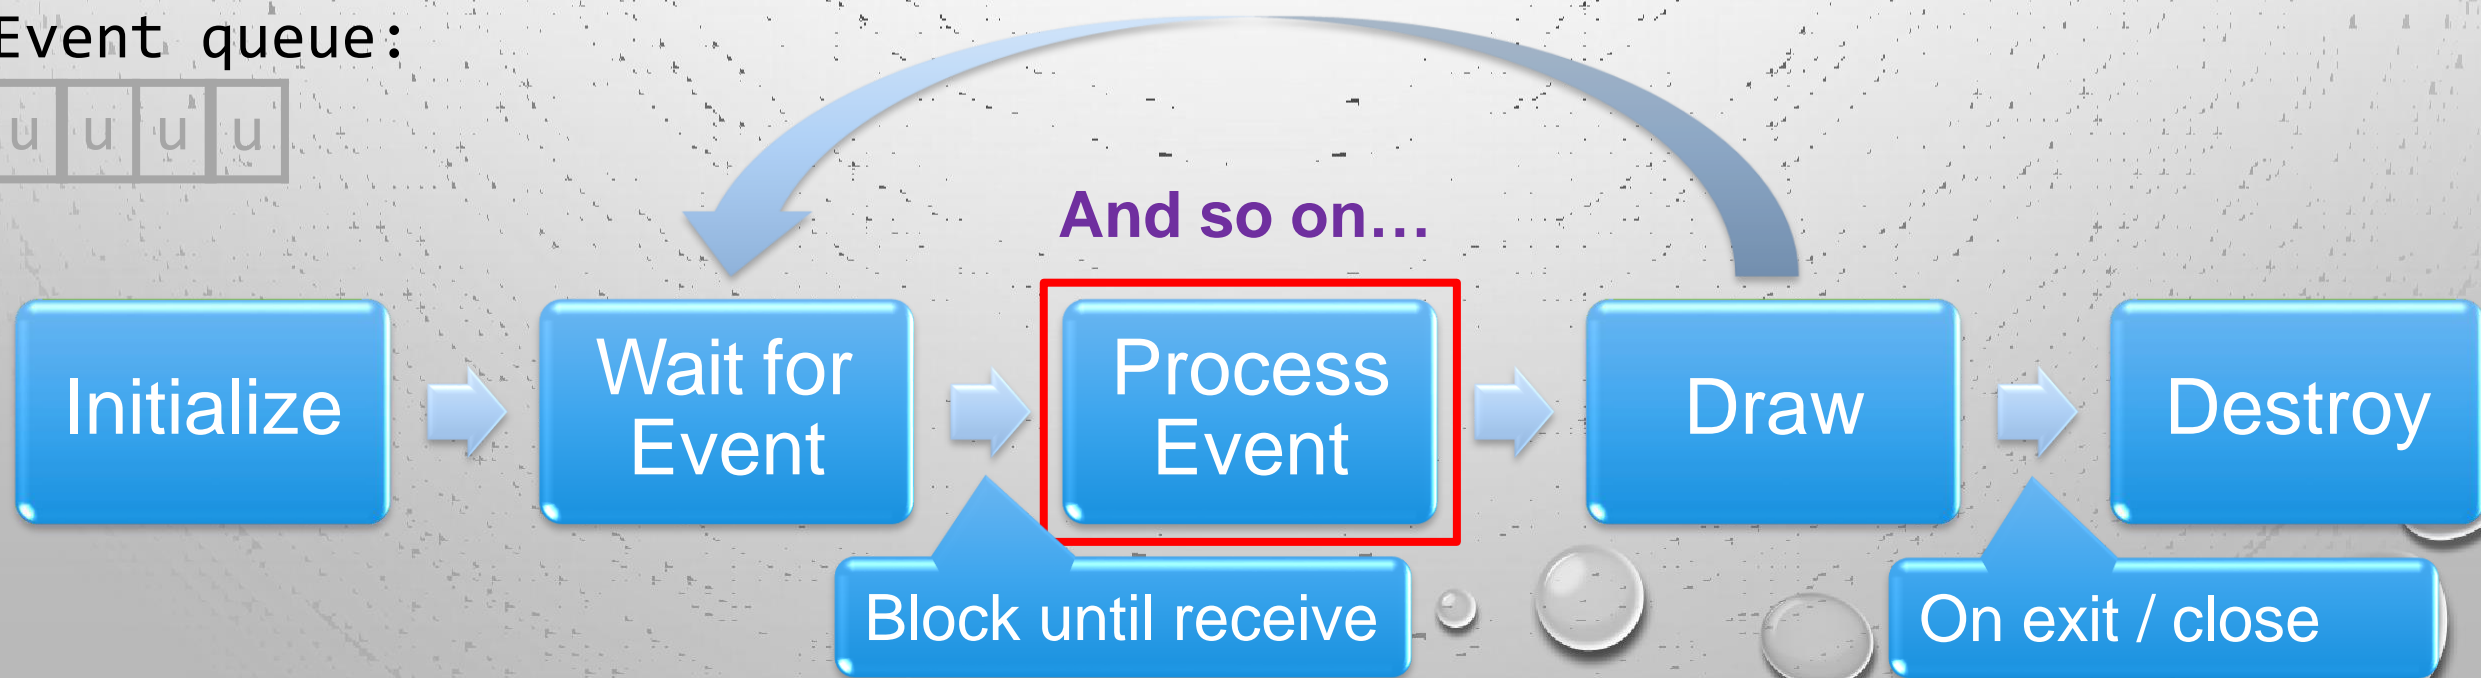 Event queue:
u u u u
And so on…
Initialize
Wait for
Event
Process
Event
Draw
Destroy
Block until receive
On exit / close